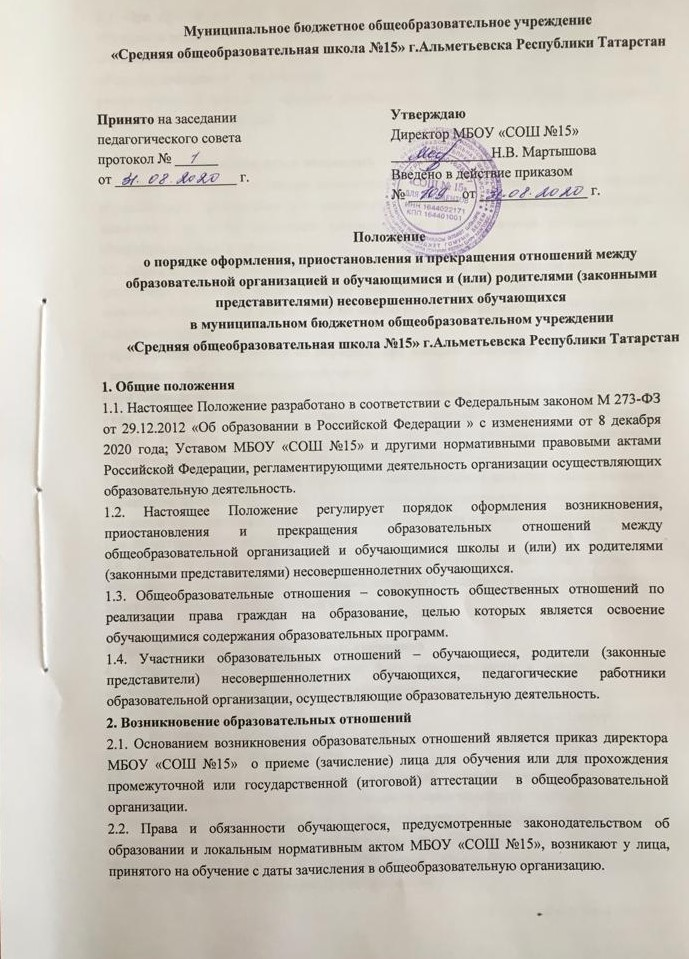 Муниципальное бюджетное общеобразовательное учреждение
«Средняя общеобразовательная школа №15» г.Альметьевска Республики Татарстан
Принято на заседании
педагогического совета
протокол № 1
от 31.08.2020 г.
Утверждаю
Директор МБОУ «СОШ №15»
Н.В. Мартышова
Введено в действие приказом
№ 109 от 31.08.2020 г.
«СОШ № 15»
ИНН 1644022171
КПП 164401001
Положение
о порядке оформления, приостановления и прекращения отношений между
образовательной организацией и обучающимися и (или) родителями (законными
представителями) несовершеннолетних обучающихся
в муниципальном бюджетном общеобразовательном учреждении
«Средняя общеобразовательная школа №15» г.Альметьевска Республики Татарстан
1. Общие положения
1.1. Настоящее Положение разработано в соответствии с Федеральным законом М 273-ФЗ
от 29.12.2012 «Об образовании в Российской Федерации » с изменениями от 8 декабря
2020 года; Уставом МБОУ «СОШ №15» и другими нормативными правовыми актами
Российской Федерации, регламентирующими деятельность организации осуществляющих
образовательную деятельность.
1.2. Настоящее Положение регулирует порядок оформления возникновения,
приостановления и прекращения образовательных отношений между
общеобразовательной организацией и обучающимися школы и (или) их родителями
(законными представителями) несовершеннолетних обучающихся.
1.3. Общеобразовательные отношения – совокупность общественных отношений по
реализации права граждан на образование, целью которых является освоение
обучающимися содержания образовательных программ.
1.4. Участники образовательных отношений – обучающиеся, родители (законные
представители) несовершеннолетних обучающихся, педагогические работники
образовательной организации, осуществляющие образовательную деятельность.
2. Возникновение образовательных отношений
2.1. Основанием возникновения образовательных отношений является приказ директора
МБОУ «СОШ №15» о приеме (зачисление) лица для обучения или для прохождения
промежуточной или государственной (итоговой) аттестации в общеобразовательной
организации.
2.2. Права и обязанности обучающегося, предусмотренные законодательством об
образовании и локальным нормативным актом МБОУ «СОШ №15», возникают у лица,
принятого на обучение с даты зачисления в общеобразовательную организацию.